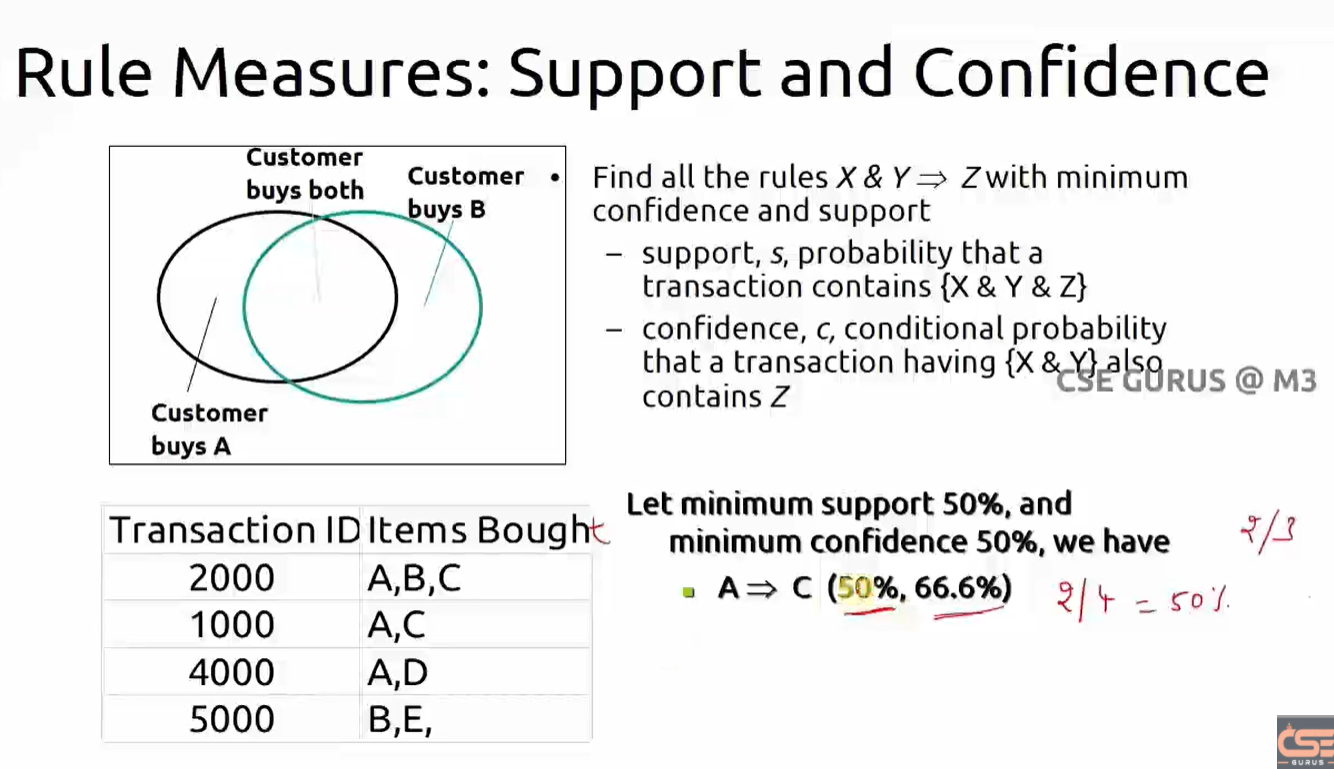 Rule Measures: Support and Confidence
Customer
buys both
Customer
buys B
Customer
buys A
• Find all the rules X & Y ⇒ Z with minimum
confidence and support
– support, s, probability that a
transaction contains {X & Y & Z}
– confidence, c, conditional probability
that a transaction having {X & Y} also
contains Z
CSE GURUS @ M3
Transaction ID Items Bought
2000 A,B,C
1000 A,C
4000 A,D
5000 B,E,
Let minimum support 50%, and
minimum confidence 50%, we have
A ⇒ C (50%, 66.6%)
2/3
2/4 = 50%
CSE
GURUS